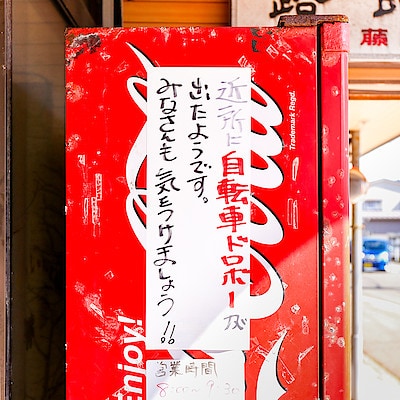 近所に自転車ドロボーが
出たようです。
みなさんも気をつけましょう!!
営業時間
Enjoy!
Trademark Regd.
藤